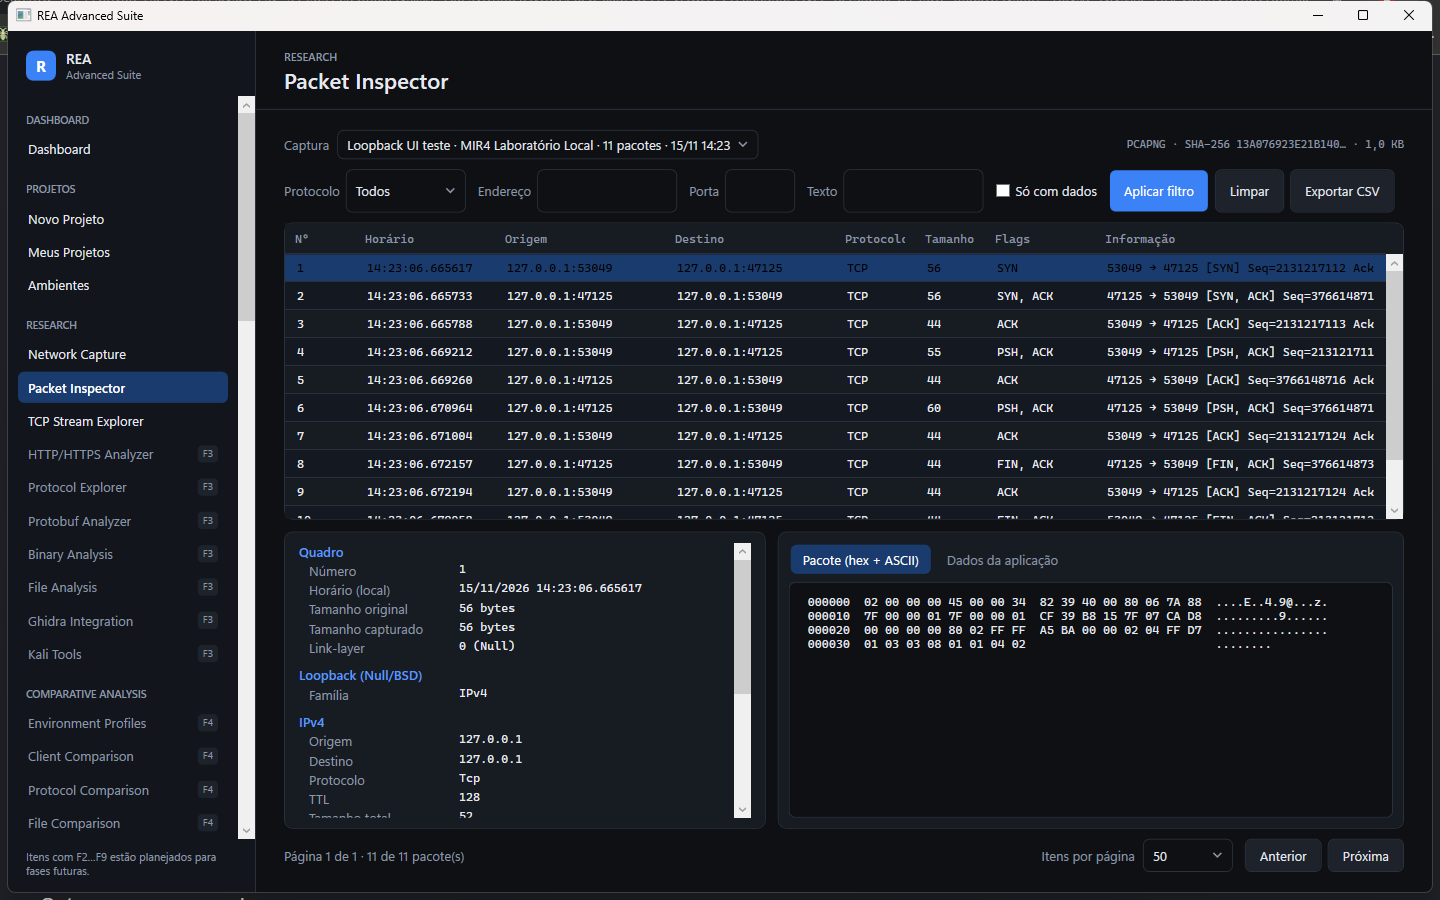 REA Advanced Suite
R
REA
Advanced Suite
DASHBOARD
Dashboard
PROJETOS
Novo Projeto
Meus Projetos
Ambientes
RESEARCH
Network Capture
Packet Inspector
TCP Stream Explorer
HTTP/HTTPS Analyzer F3
Protocol Explorer F3
Protobuf Analyzer F3
Binary Analysis F3
File Analysis F3
Ghidra Integration F3
Kali Tools F3
COMPARATIVE ANALYSIS
Environment Profiles F4
Client Comparison F4
Protocol Comparison F4
File Comparison F4
Itens com F2...F9 estão planejados para
fases futuras.
RESEARCH
Packet Inspector
Captura Loopback UI teste · MIR4 Laboratório Local · 11 pacotes · 15/11 14:23
PCAPNG · SHA-256 13A076923E21B140… · 1,0 KB
Protocolo Todos Endereço Porta Texto Só com dados Aplicar filtro Limpar Exportar CSV
Nº Horário Origem Destino Protocolo Tamanho Flags Informação
1 14:23:06.665617 127.0.0.1:53049 127.0.0.1:47125 TCP 56 SYN 53049 → 47125 [SYN] Seq=2131217112 Ack
2 14:23:06.665733 127.0.0.1:47125 127.0.0.1:53049 TCP 56 SYN, ACK 47125 → 53049 [SYN, ACK] Seq=376614871
3 14:23:06.665788 127.0.0.1:53049 127.0.0.1:47125 TCP 44 ACK 53049 → 47125 [ACK] Seq=2131217113 Ack
4 14:23:06.669212 127.0.0.1:53049 127.0.0.1:47125 TCP 55 PSH, ACK 53049 → 47125 [PSH, ACK] Seq=213121711
5 14:23:06.669260 127.0.0.1:47125 127.0.0.1:53049 TCP 44 ACK 47125 → 53049 [ACK] Seq=3766148716 Ack
6 14:23:06.670964 127.0.0.1:47125 127.0.0.1:53049 TCP 60 PSH, ACK 47125 → 53049 [PSH, ACK] Seq=376614871
7 14:23:06.671004 127.0.0.1:53049 127.0.0.1:47125 TCP 44 ACK 53049 → 47125 [ACK] Seq=2131217124 Ack
8 14:23:06.672157 127.0.0.1:47125 127.0.0.1:53049 TCP 44 FIN, ACK 47125 → 53049 [FIN, ACK] Seq=376614873
9 14:23:06.672194 127.0.0.1:53049 127.0.0.1:47125 TCP 44 ACK 53049 → 47125 [ACK] Seq=2131217124 Ack
Quadro
Número 1
Horário (local) 15/11/2026 14:23:06.665617
Tamanho original 56 bytes
Tamanho capturado 56 bytes
Link-layer 0 (Null)
Loopback (Null/BSD)
Família IPv4
IPv4
Origem 127.0.0.1
Destino 127.0.0.1
Protocolo Tcp
TTL 128
Tamanho total 52
Pacote (hex + ASCII) Dados da aplicação
000000 02 00 00 00 45 00 00 34 82 39 40 00 80 06 7A 88 ....E..4.9@...z.
000010 7F 00 00 01 7F 00 00 01 CF 39 B8 15 7F 07 CA D8 .........9......
000020 00 00 00 00 80 02 FF FF A5 BA 00 00 02 04 FF D7 ................
000030 01 03 03 08 01 01 04 02 ........
Página 1 de 1 · 11 de 11 pacote(s)
Itens por página 50 Anterior Próxima